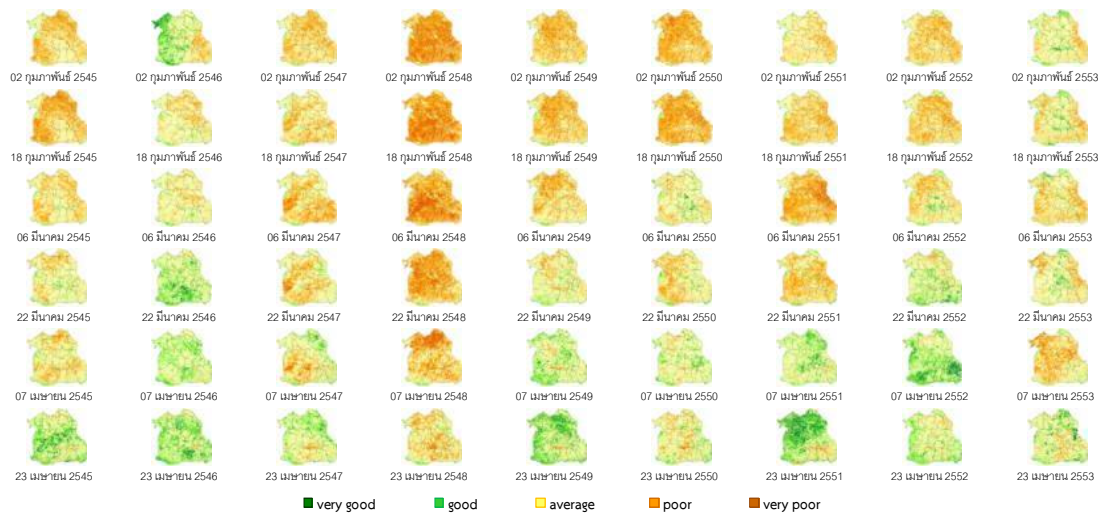 02 กุมภาพันธ์ 2545 02 กุมภาพันธ์ 2546 02 กุมภาพันธ์ 2547 02 กุมภาพันธ์ 2548 02 กุมภาพันธ์ 2549 02 กุมภาพันธ์ 2550 02 กุมภาพันธ์ 2551 02 กุมภาพันธ์ 2552 02 กุมภาพันธ์ 2553
18 กุมภาพันธ์ 2545 18 กุมภาพันธ์ 2546 18 กุมภาพันธ์ 2547 18 กุมภาพันธ์ 2548 18 กุมภาพันธ์ 2549 18 กุมภาพันธ์ 2550 18 กุมภาพันธ์ 2551 18 กุมภาพันธ์ 2552 18 กุมภาพันธ์ 2553
06 มีนาคม 2545 06 มีนาคม 2546 06 มีนาคม 2547 06 มีนาคม 2548 06 มีนาคม 2549 06 มีนาคม 2550 06 มีนาคม 2551 06 มีนาคม 2552 06 มีนาคม 2553
22 มีนาคม 2545 22 มีนาคม 2546 22 มีนาคม 2547 22 มีนาคม 2548 22 มีนาคม 2549 22 มีนาคม 2550 22 มีนาคม 2551 22 มีนาคม 2552 22 มีนาคม 2553
07 เมษายน 2545 07 เมษายน 2546 07 เมษายน 2547 07 เมษายน 2548 07 เมษายน 2549 07 เมษายน 2550 07 เมษายน 2551 07 เมษายน 2552 07 เมษายน 2553
23 เมษายน 2545 23 เมษายน 2546 23 เมษายน 2547 23 เมษายน 2548 23 เมษายน 2549 23 เมษายน 2550 23 เมษายน 2551 23 เมษายน 2552 23 เมษายน 2553
very good good average poor very poor